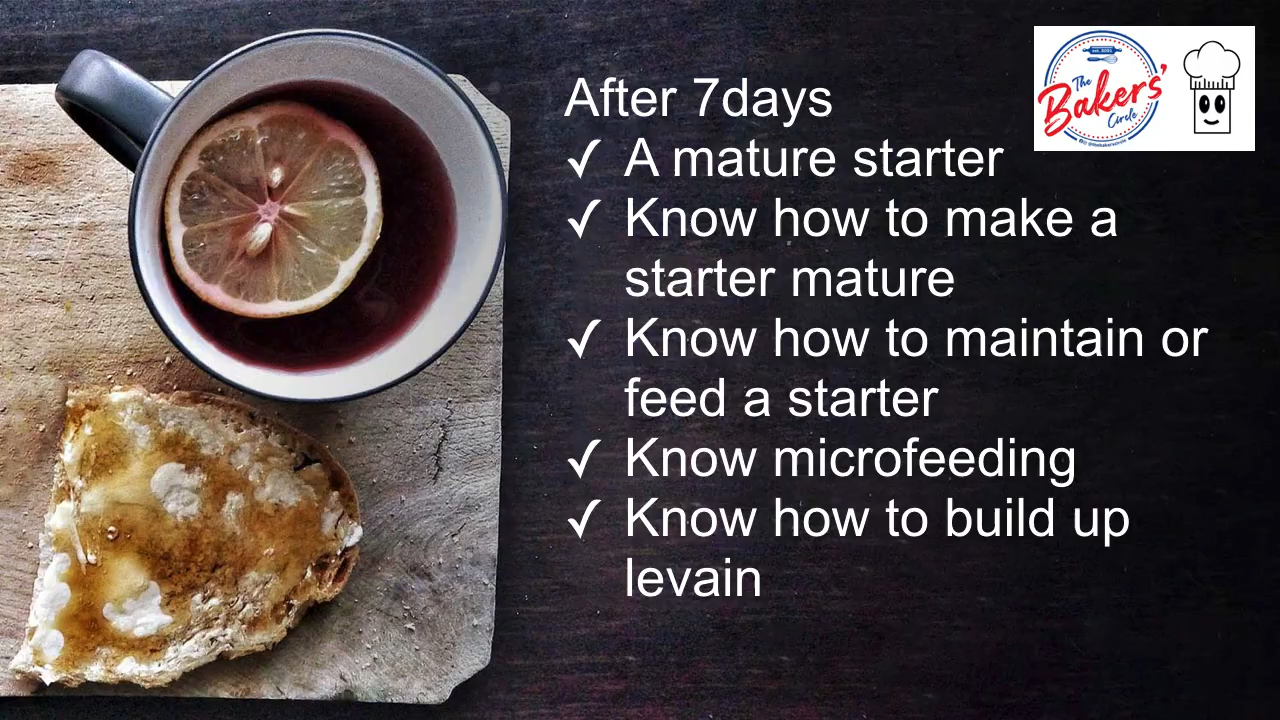 After 7days
✓ A mature starter
✓ Know how to make a
starter mature
✓ Know how to maintain or
feed a starter
✓ Know microfeeding
✓ Know how to build up
levain
The
Bakers'
Circle